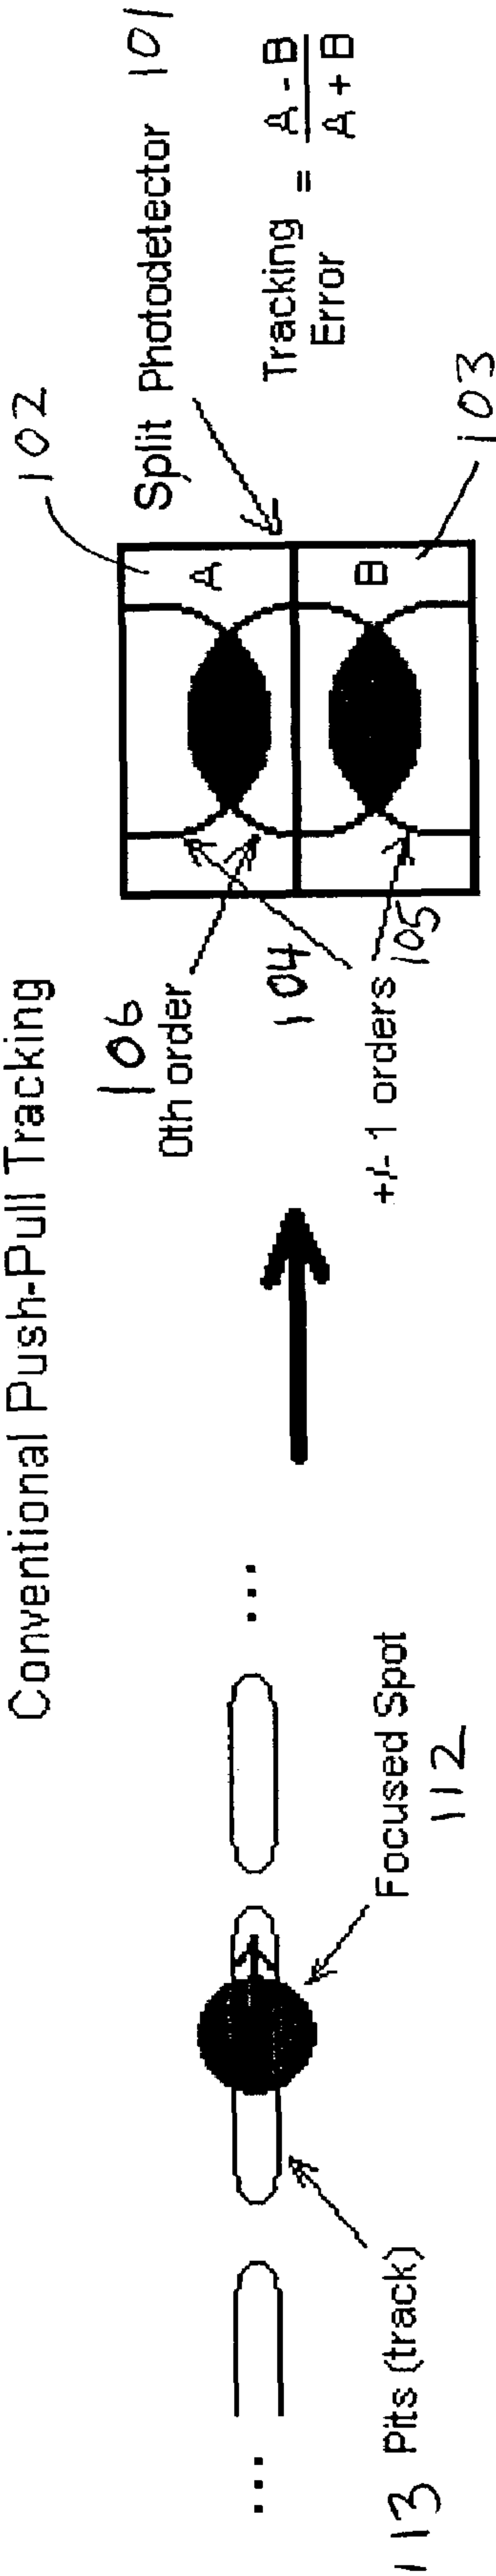 Conventional Push-Pull Tracking
113 Pits (track)
Focused Spot
112
106
0th order
104
+/- 1 orders
105
102
A
B
Split Photodetector 101
Tracking Error = A - B
A + B
103
...
...